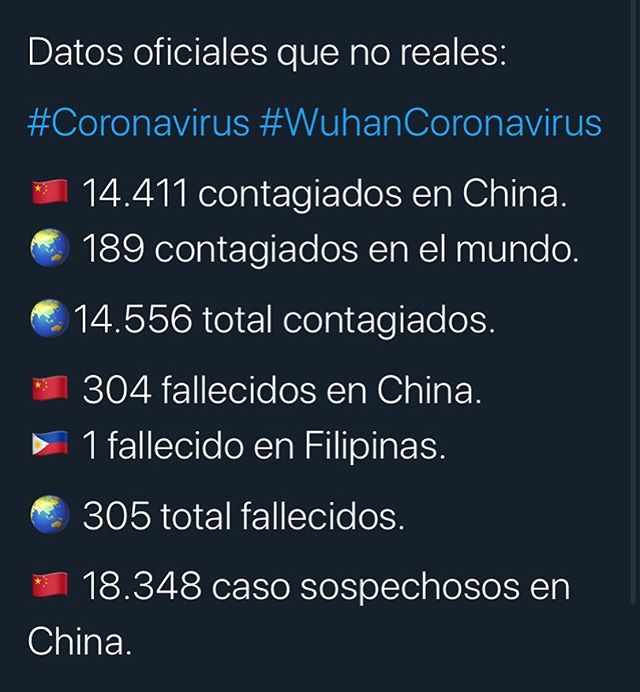 Datos oficiales que no reales:
#Coronavirus #WuhanCoronavirus
🇨🇳 14.411 contagiados en China.
🌏 189 contagiados en el mundo.
🌏14.556 total contagiados.
🇨🇳 304 fallecidos en China.
🇵🇭 1 fallecido en Filipinas.
🌏 305 total fallecidos.
🇨🇳 18.348 caso sospechosos en
China.